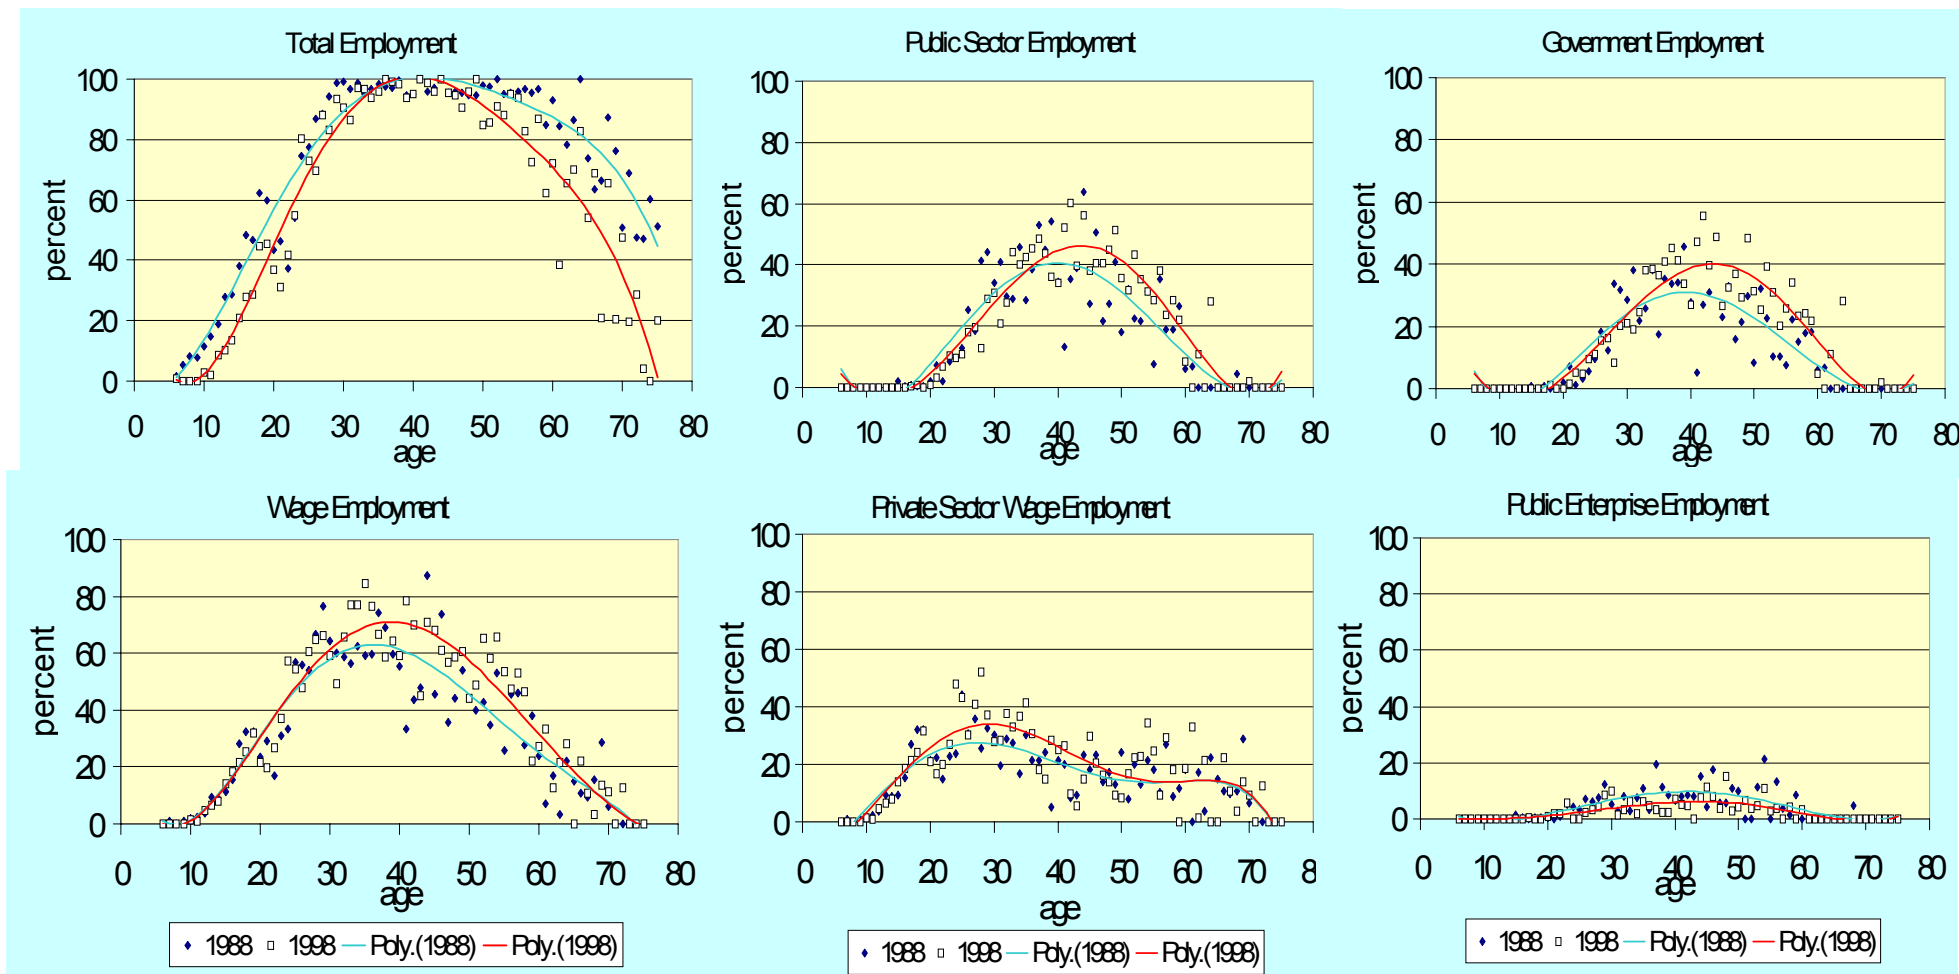 Total Employment
100
80
60
40
20
0
percent
0 10 20 30 40 50 60 70 80
age
Public Sector Employment
100
80
60
40
20
0
percent
0 10 20 30 40 50 60 70 80
age
Government Employment
100
80
60
40
20
0
percent
0 10 20 30 40 50 60 70 80
age
Wage Employment
100
80
60
40
20
0
percent
0 10 20 30 40 50 60 70 80
age
1988 1998 Poly. (1988) Poly. (1998)
Private Sector Wage Employment
100
80
60
40
20
0
percent
0 10 20 30 40 50 60 70 80
age
age
1988 1998 Poly. (1988) Poly. (1998)
Public Enterprise Employment
100
80
60
40
20
0
percent
0 10 20 30 40 50 60 70 80
age
1988 1998 Poly. (1988) Poly. (1998)